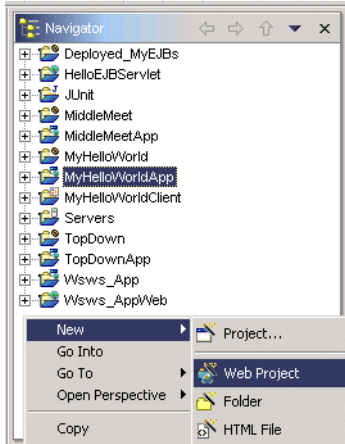 Navigator
Deployed_MyEJBs
HelloEJBServlet
JUnit
MiddleMeet
MiddleMeetApp
MyHelloWorld
MyHelloWorldApp
MyHelloWorldClient
Servers
TopDown
TopDownApp
Wsws_App
Wsws_AppWeb
New
Go Into
Go To
Open Perspective
Copy
Project...
Web Project
Folder
HTML File